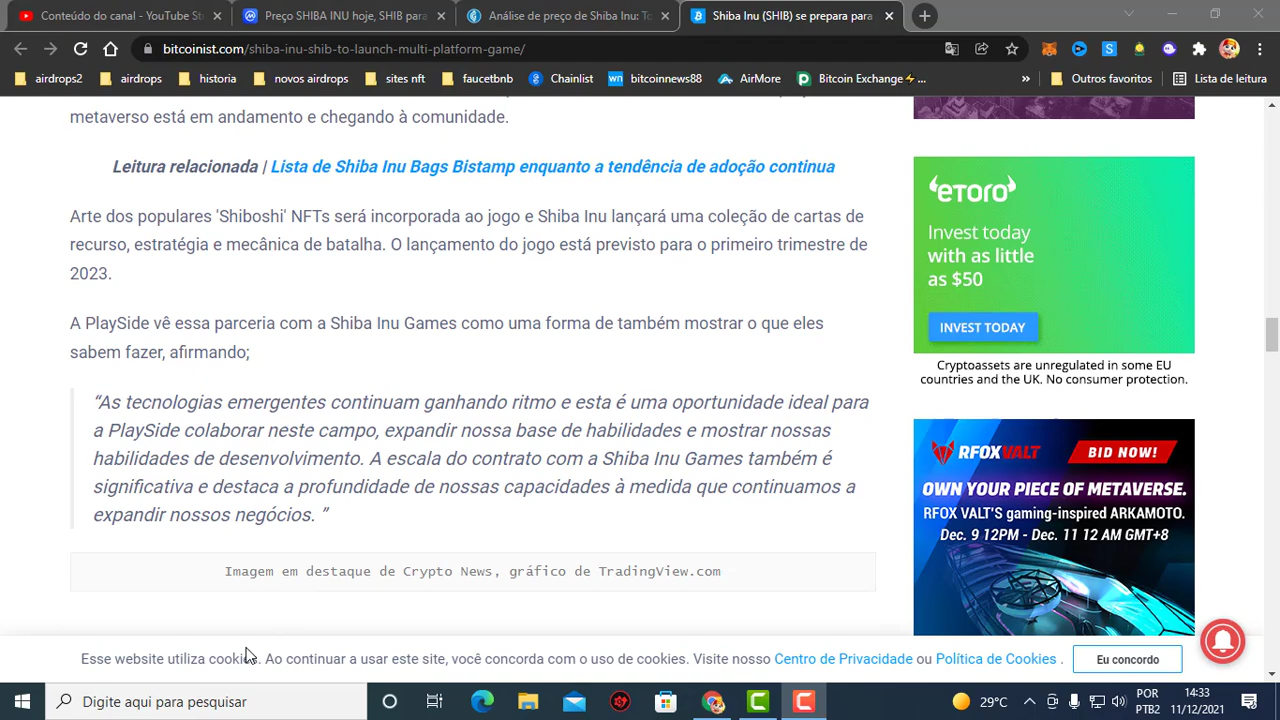 Conteúdo do canal - YouTube St
Preço SHIBA INU hoje, SHIB para
Análise de preço de Shiba Inu: To
Shiba Inu (SHIB) se prepara para
bitcoinist.com/shiba-inu-shib-to-launch-multi-platform-game/
airdrops2
airdrops
historia
novos airdrops
sites nft
faucetbnb
Chainlist
bitcoinnews88
AirMore
Bitcoin Exchange⚡...
»
Outros favoritos
Lista de leitura
metaverso está em andamento e chegando à comunidade.
Leitura relacionada | Lista de Shiba Inu Bags Bistamp enquanto a tendência de adoção continua
Arte dos populares 'Shiboshi' NFTs será incorporada ao jogo e Shiba Inu lançará uma coleção de cartas de
recurso, estratégia e mecânica de batalha. O lançamento do jogo está previsto para o primeiro trimestre de
2023.
A PlaySide vê essa parceria com a Shiba Inu Games como uma forma de também mostrar o que eles
sabem fazer, afirmando;
“As tecnologias emergentes continuam ganhando ritmo e esta é uma oportunidade ideal para
a PlaySide colaborar neste campo, expandir nossa base de habilidades e mostrar nossas
habilidades de desenvolvimento. A escala do contrato com a Shiba Inu Games também é
significativa e destaca a profundidade de nossas capacidades à medida que continuamos a
expandir nossos negócios. ”
Imagem em destaque de Crypto News, gráfico de TradingView.com
eToro
Invest today
with as little
as $50
INVEST TODAY
Cryptoassets are unregulated in some EU
countries and the UK. No consumer protection.
RFOXVALT
BID NOW!
OWN YOUR PIECE OF METAVERSE.
RFOX VALT'S gaming-inspired ARKAMOTO.
Dec. 9 12PM - Dec. 11 12 AM GMT+8
Esse website utiliza cookies. Ao continuar a usar este site, você concorda com o uso de cookies. Visite nosso Centro de Privacidade ou Política de Cookies .
Eu concordo
Digite aqui para pesquisar
29°C
POR
PTB2
14:33
11/12/2021